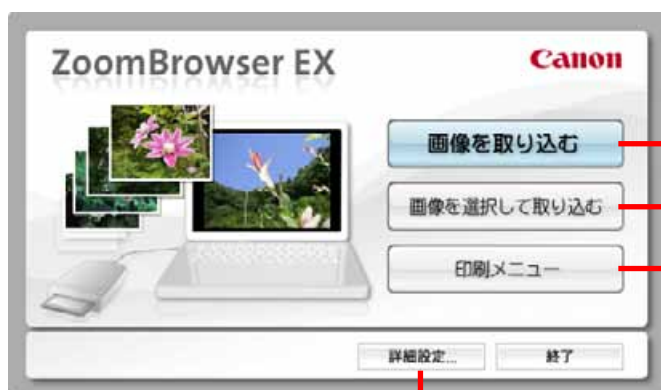 ZoomBrowser EX
Canon
画像を取り込む
画像を選択して取り込む
印刷メニュー
詳細設定...
終了